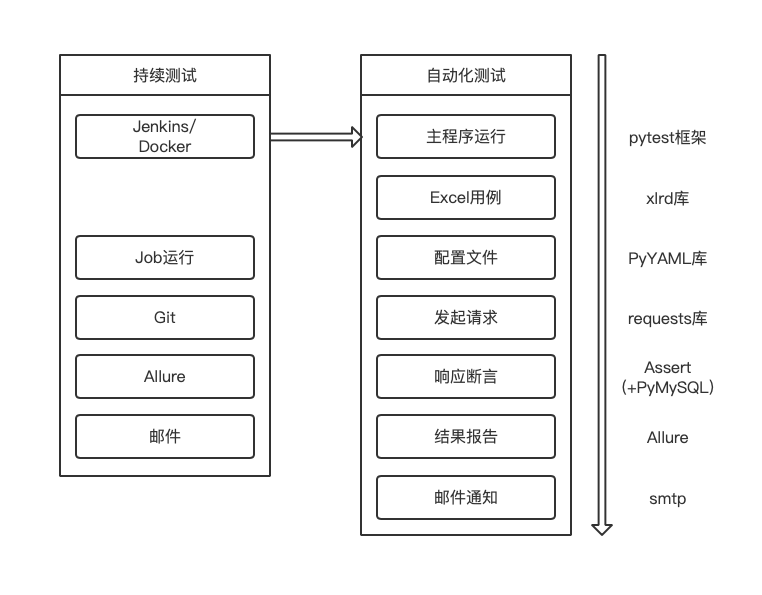 持续测试
Jenkins/
Docker
Job运行
Git
Allure
邮件
自动化测试
主程序运行
Excel用例
配置文件
发起请求
响应断言
结果报告
邮件通知
pytest框架
xlrd库
PyYAML库
requests库
Assert
(+PyMySQL)
Allure
smtp